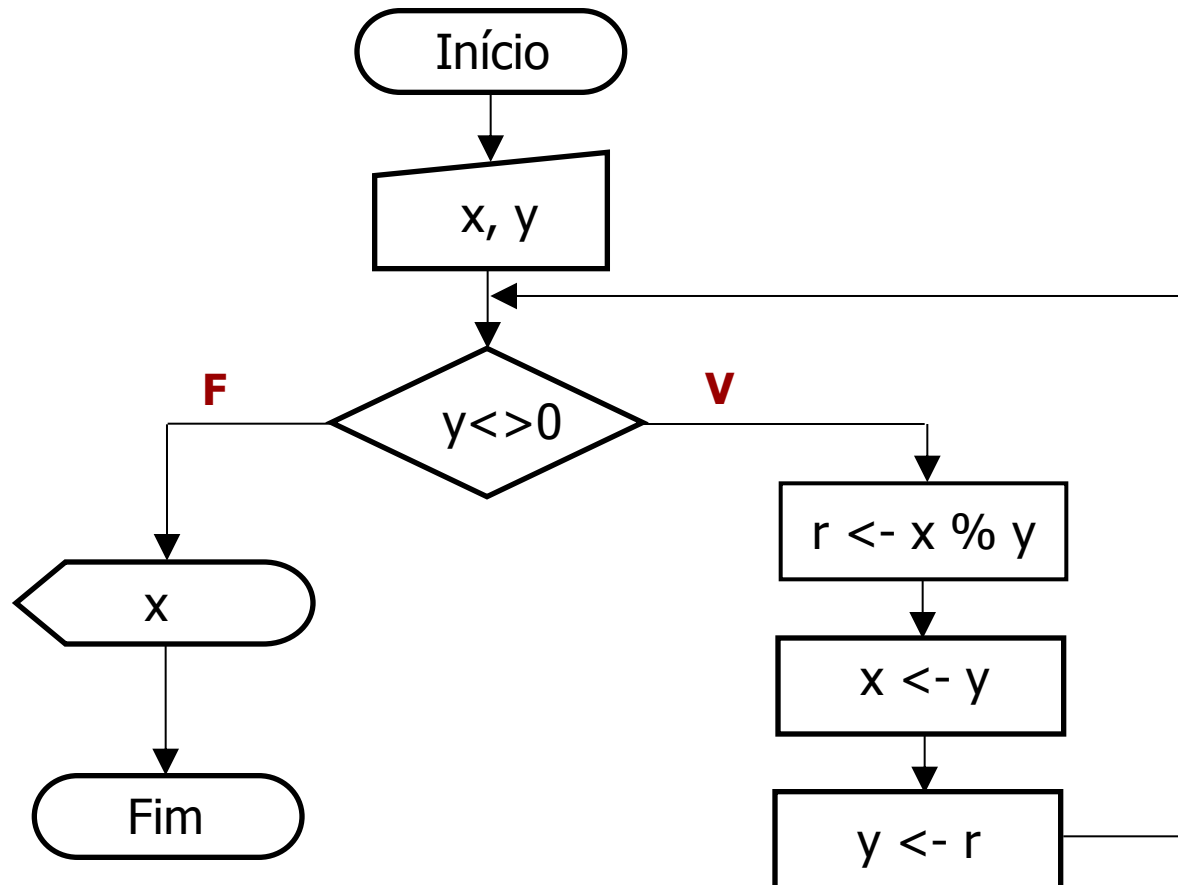 Início
x, y
y<>0
F
V
r <- x % y
x <- y
y <- r
x
Fim